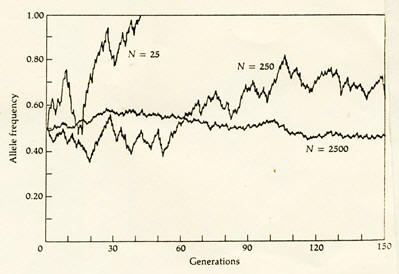 1.00
0.80
N = 25
N = 250
0.60
Allele frequency
0.40
N = 2500
0.20
0 30 60 90 120 150
Generations